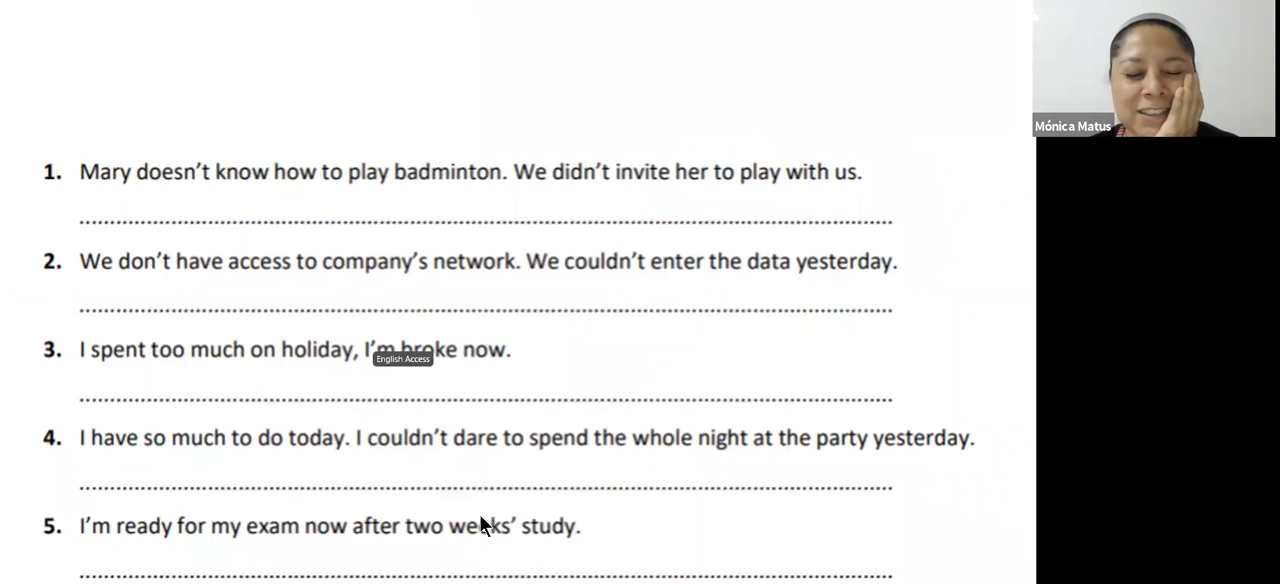 Mónica Matus
1. Mary doesn't know how to play badminton. We didn't invite her to play with us.
2. We don't have access to company's network. We couldn't enter the data yesterday.
3. I spent too much on holiday, I'm broke now.
English Access
4. I have so much to do today. I couldn't dare to spend the whole night at the party yesterday.
5. I'm ready for my exam now after two weeks' study.